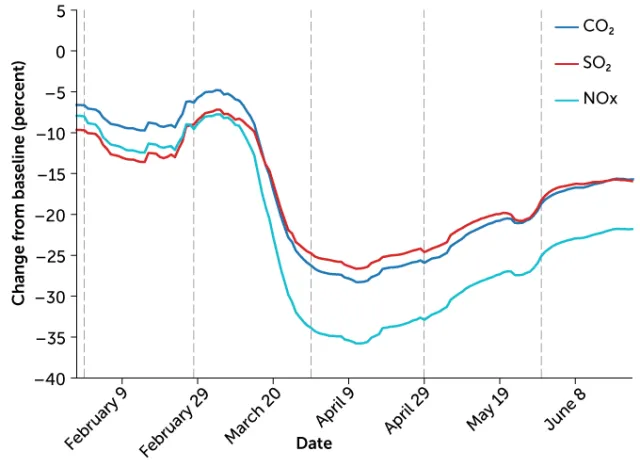 5
0
−5
−10
−15
−20
−25
−30
−35
−40
Change from baseline (percent)
CO₂
SO₂
NOx
February 9
February 29
March 20
April 9
April 29
May 19
June 8
Date